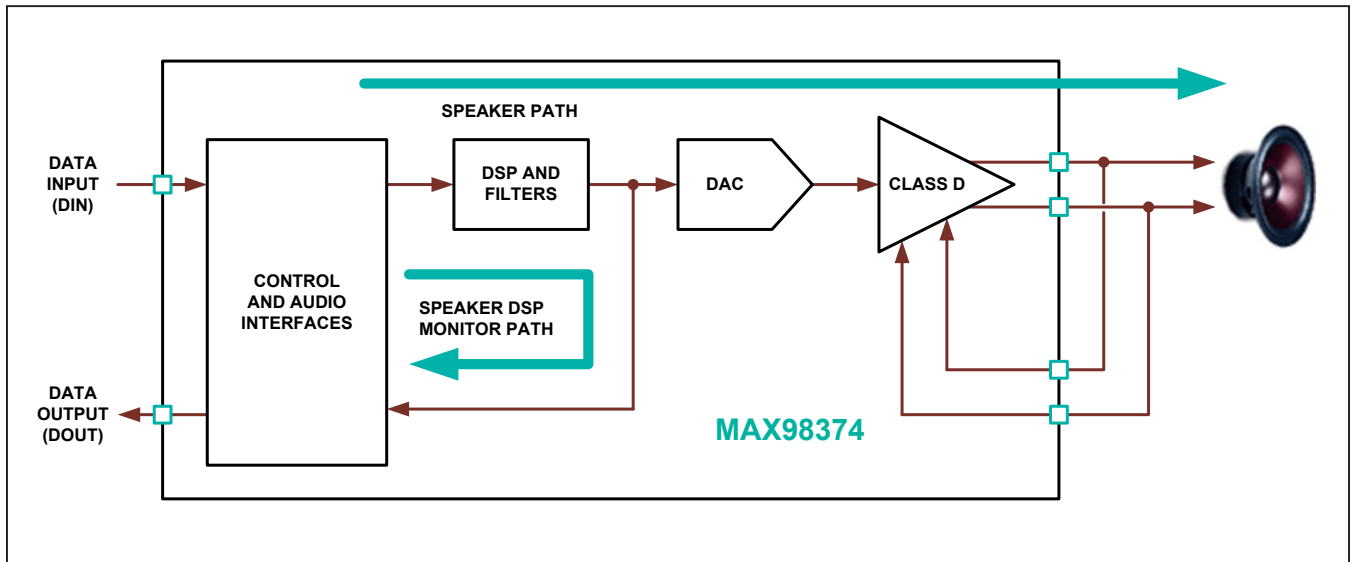 SPEAKER PATH
DATA
INPUT
(DIN)
DSP AND
FILTERS
DAC
CLASS D
CONTROL
AND AUDIO
INTERFACES
SPEAKER DSP
MONITOR PATH
DATA
OUTPUT
(DOUT)
MAX98374